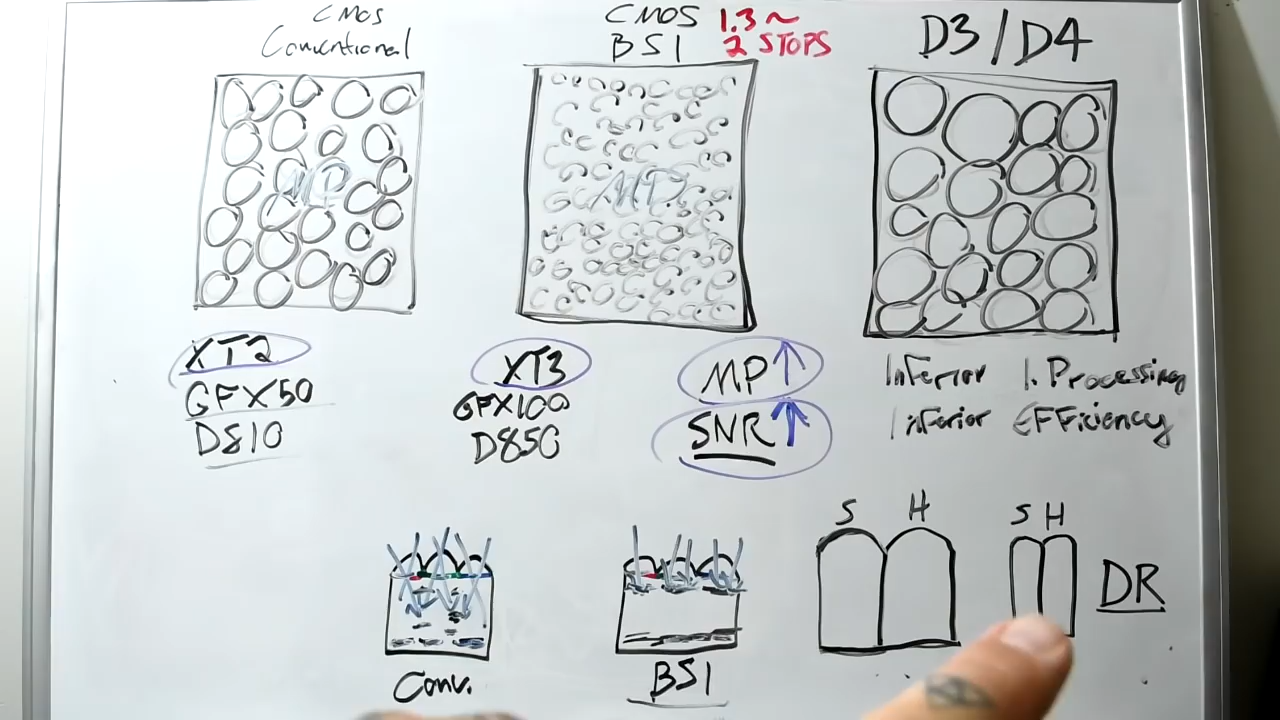 CMOS
Conventional
CMOS
BSI
1.3~
2 STOPS
D3/D4
MP
MP
XT2
GFX50
D810
XT3
GFX100
D850
MP↑
SNR↑
Inferior I. Processing
Inferior EFFiciency
Conv.
BSI
S H
S H
DR